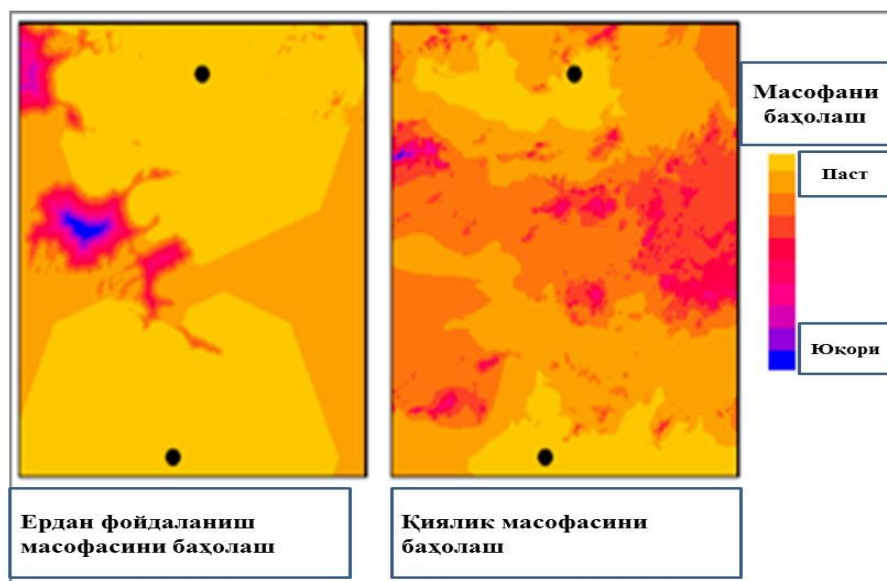 Масофани
баҳолаш
Паст
Юқори
Ердан фойдаланиш
масофасини баҳолаш
Қиялик масофасини
баҳолаш